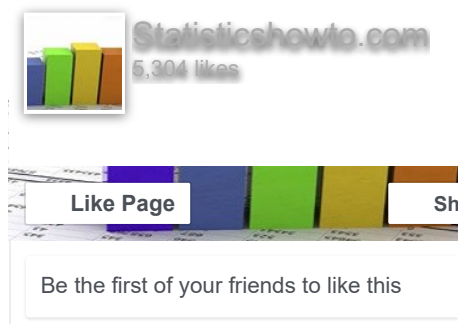 Statisticshowto.com
5,304 likes
Like Page
Sh
Be the first of your friends to like this